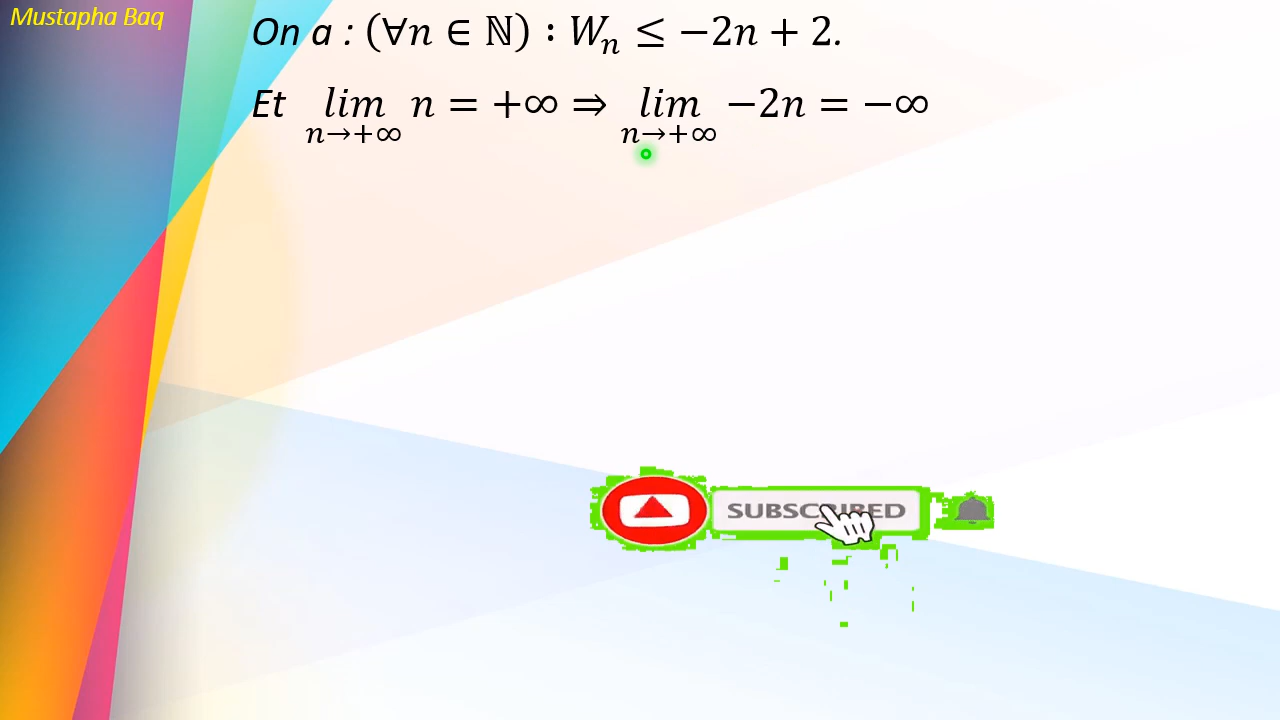 Mustapha Baq
On a : (∀n ∈ ℕ) : Wₙ ≤ −2n + 2.
Et lim n = +∞ ⇒ lim −2n = −∞
n→+∞ n→+∞
SUBSCRIBED